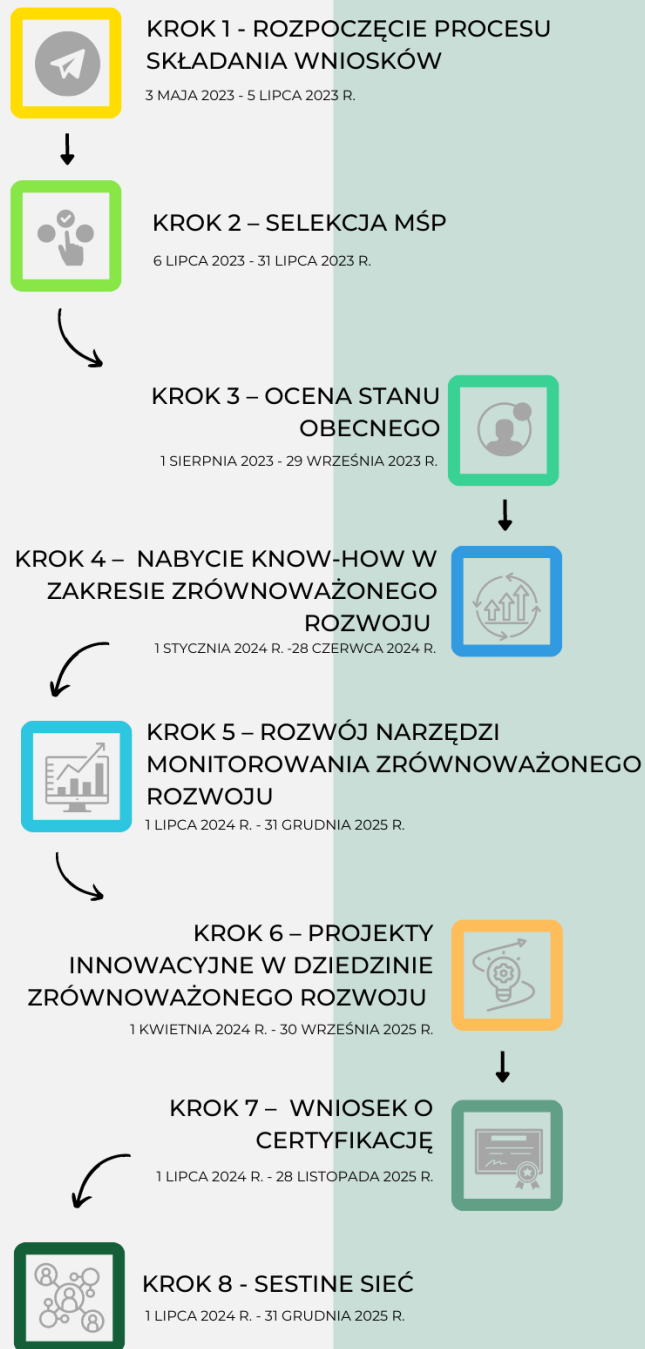 KROK 1 - ROZPOCZĘCIE PROCESU
SKŁADANIA WNIOSKÓW
3 MAJA 2023 - 5 LIPCA 2023 R.
KROK 2 – SELEKCJA MŚP
6 LIPCA 2023 - 31 LIPCA 2023 R.
KROK 3 – OCENA STANU
OBECNEGO
1 SIERPNIA 2023 - 29 WRZEŚNIA 2023 R.
KROK 4 – NABYCIE KNOW-HOW W
ZAKRESIE ZRÓWNOWAŻONEGO
ROZWOJU
1 STYCZNIA 2024 R. -28 CZERWCA 2024 R.
KROK 5 – ROZWÓJ NARZĘDZI
MONITOROWANIA ZRÓWNOWAŻONEGO
ROZWOJU
1 LIPCA 2024 R. - 31 GRUDNIA 2025 R.
KROK 6 – PROJEKTY
INNOWACYJNE W DZIEDZINIE
ZRÓWNOWAŻONEGO ROZWOJU
1 KWIETNIA 2024 R. - 30 WRZEŚNIA 2025 R.
KROK 7 – WNIOSEK O
CERTYFIKACJĘ
1 LIPCA 2024 R. - 28 LISTOPADA 2025 R.
KROK 8 - SESTINE SIEĆ
1 LIPCA 2024 R. - 31 GRUDNIA 2025 R.